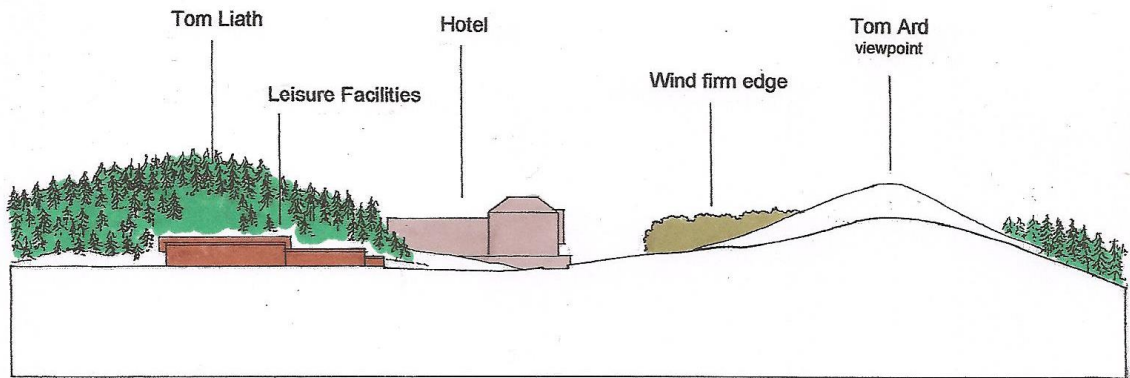 Tom Liath
Hotel
Tom Ard
viewpoint
Leisure Facilities
Wind firm edge